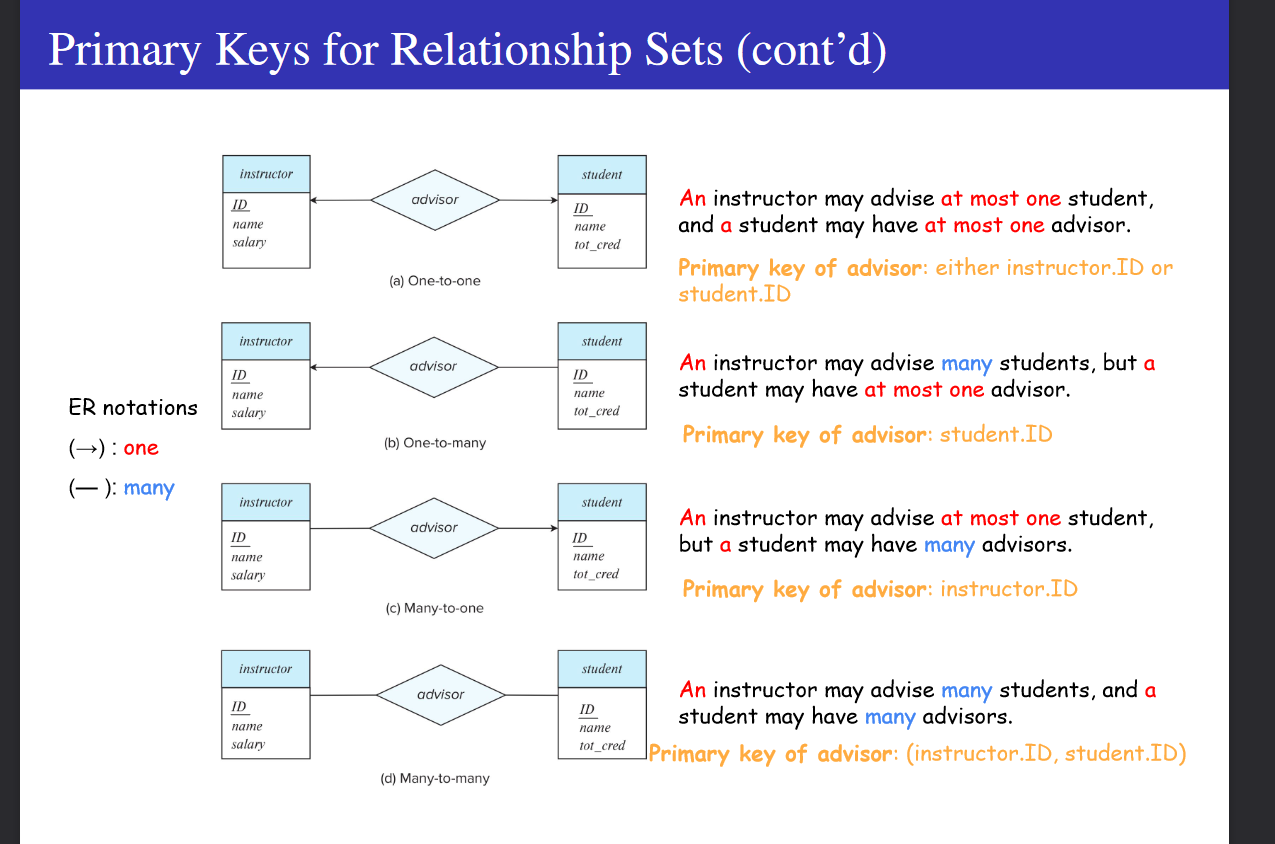 Primary Keys for Relationship Sets (cont’d)
ER notations
(→) : one
(— ): many
instructor
ID
name
salary
advisor
student
ID
name
tot_cred
(a) One-to-one
An instructor may advise at most one student,
and a student may have at most one advisor.
Primary key of advisor: either instructor.ID or
student.ID
instructor
ID
name
salary
advisor
student
ID
name
tot_cred
(b) One-to-many
An instructor may advise many students, but a
student may have at most one advisor.
Primary key of advisor: student.ID
instructor
ID
name
salary
advisor
student
ID
name
tot_cred
(c) Many-to-one
An instructor may advise at most one student,
but a student may have many advisors.
Primary key of advisor: instructor.ID
instructor
ID
name
salary
advisor
student
ID
name
tot_cred
(d) Many-to-many
An instructor may advise many students, and a
student may have many advisors.
Primary key of advisor: (instructor.ID, student.ID)